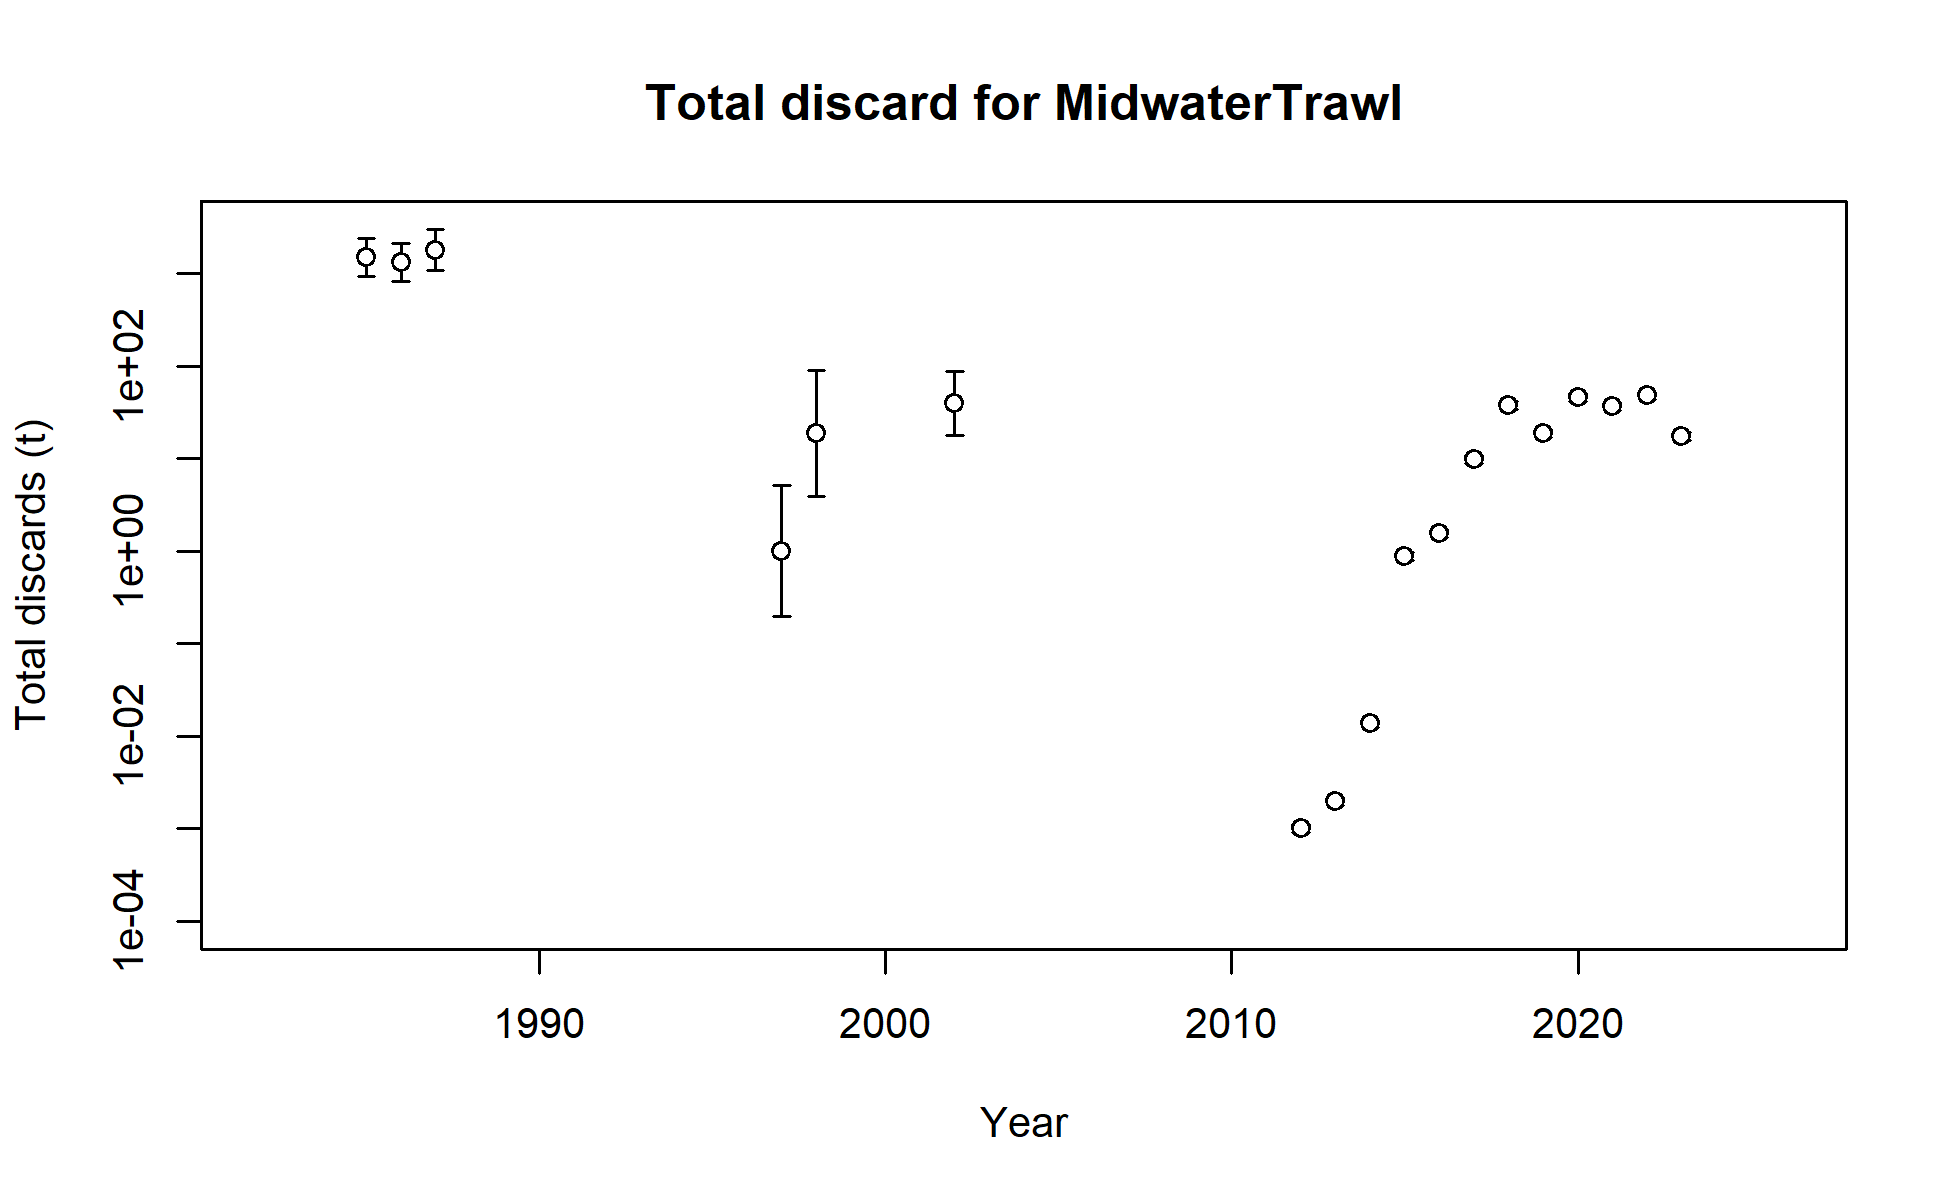 Total discard for MidwaterTrawl
Total discards (t)
1e+02
1e+00
1e-02
1e-04
1990 2000 2010 2020
Year